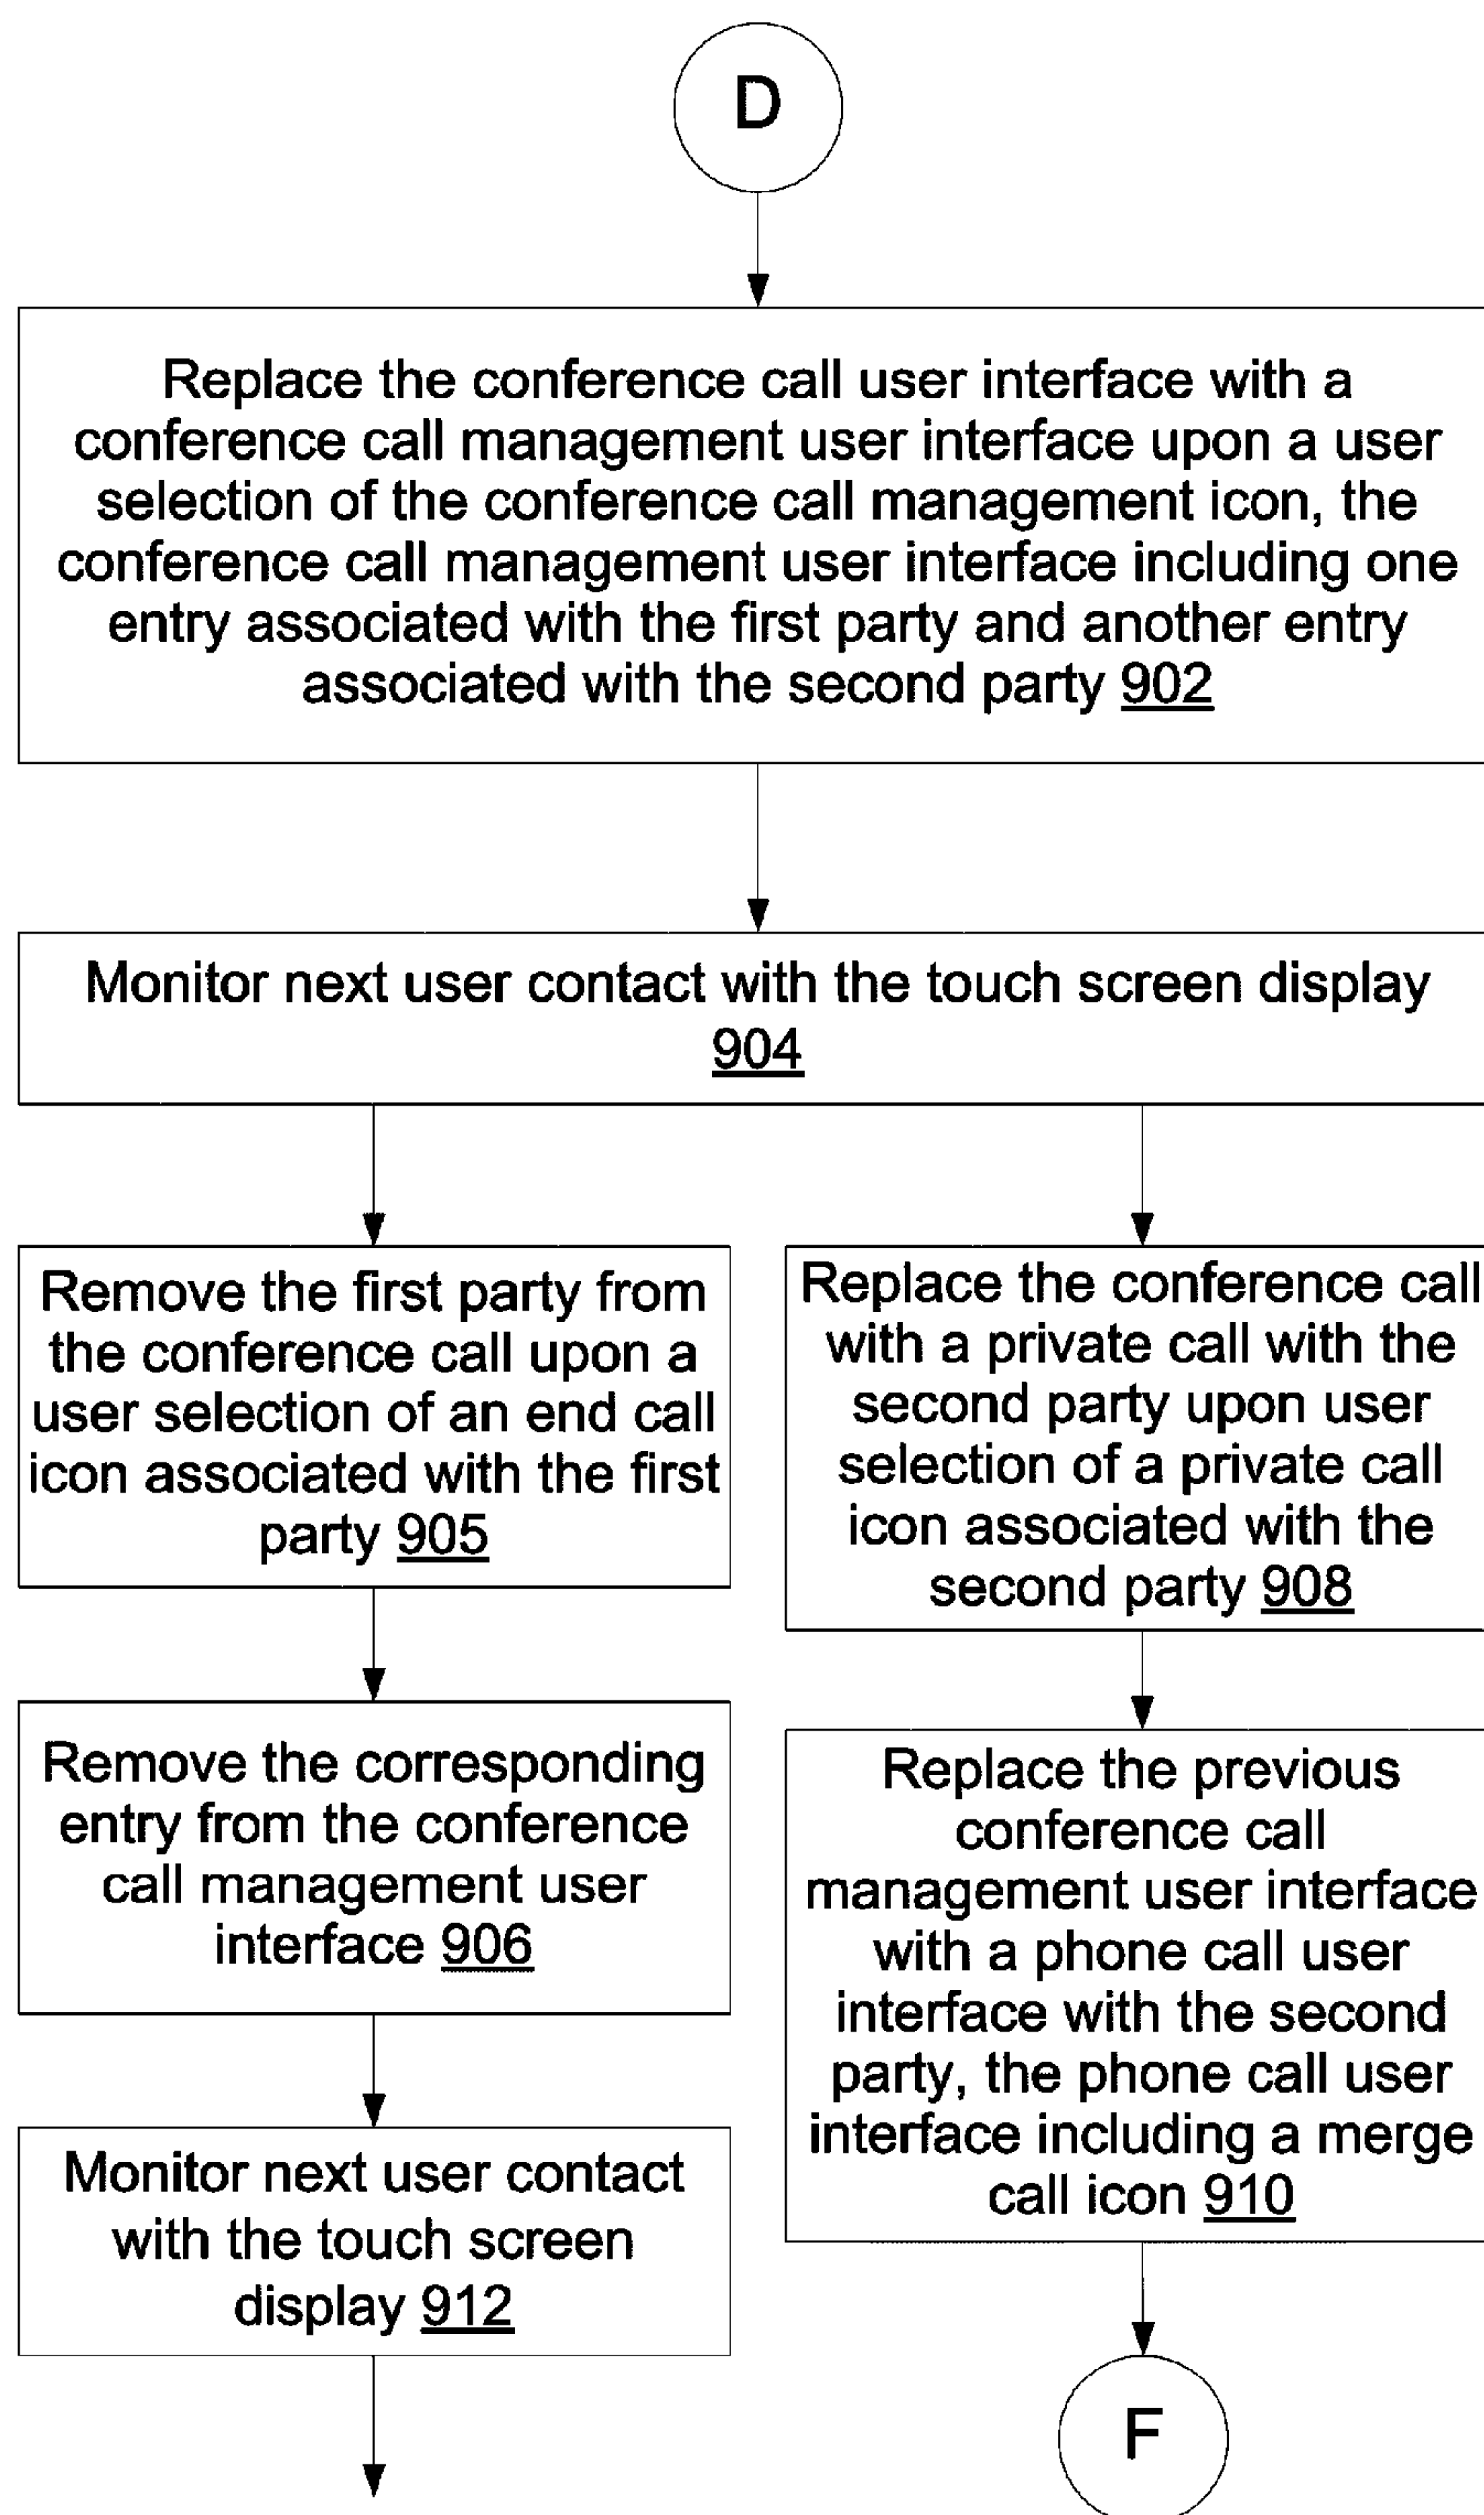 D
Replace the conference call user interface with a
conference call management user interface upon a user
selection of the conference call management icon, the
conference call management user interface including one
entry associated with the first party and another entry
associated with the second party 902
Monitor next user contact with the touch screen display
904
Remove the first party from
the conference call upon a
user selection of an end call
icon associated with the first
party 905
Remove the corresponding
entry from the conference
call management user
interface 906
Monitor next user contact
with the touch screen
display 912
Replace the conference call
with a private call with the
second party upon user
selection of a private call
icon associated with the
second party 908
Replace the previous
conference call
management user interface
with a phone call user
interface with the second
party, the phone call user
interface including a merge
call icon 910
F